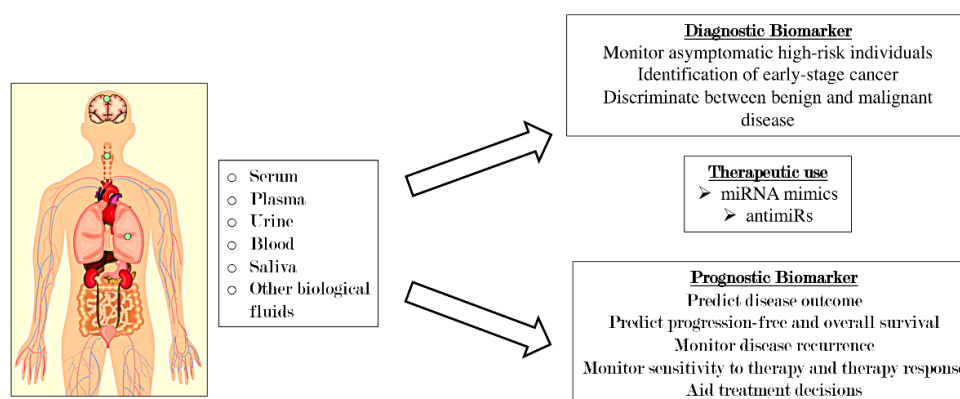 Serum
Plasma
Urine
Blood
Saliva
Other biological
fluids
Diagnostic Biomarker
Monitor asymptomatic high-risk individuals
Identification of early-stage cancer
Discriminate between benign and malignant
disease
Therapeutic use
miRNA mimics
antimiRs
Prognostic Biomarker
Predict disease outcome
Predict progression-free and overall survival
Monitor disease recurrence
Monitor sensitivity to therapy and therapy response
Aid treatment decisions